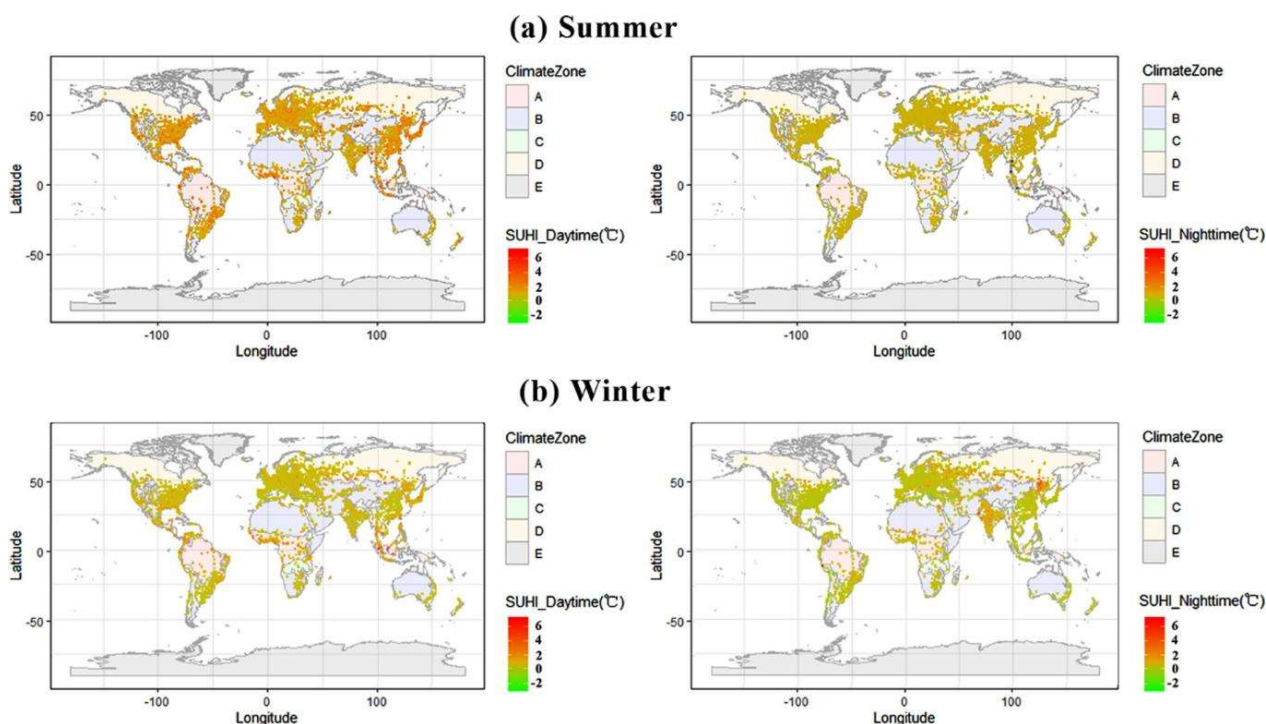 (a) Summer
50
0
-50
Latitude
-100
0
100
Longitude
ClimateZone
A
B
C
D
E
SUHI_Daytime(℃)
6
4
2
0
-2
50
0
-50
Latitude
-100
0
100
Longitude
ClimateZone
A
B
C
D
E
SUHI_Nighttime(℃)
6
4
2
0
-2
(b) Winter
50
0
-50
Latitude
-100
0
100
Longitude
ClimateZone
A
B
C
D
E
SUHI_Daytime(℃)
6
4
2
0
-2
50
0
-50
Latitude
-100
0
100
Longitude
ClimateZone
A
B
C
D
E
SUHI_Nighttime(℃)
6
4
2
0
-2